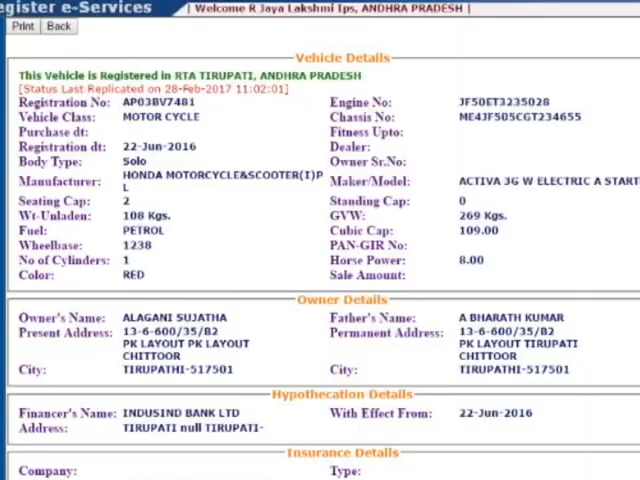 egister e-Services | Welcome R Jaya Lakshmi Ips, ANDHRA PRADESH |
Print Back
Vehicle Details
This Vehicle is Registered in RTA TIRUPATI, ANDHRA PRADESH
[Status Last Replicated on 28-Feb-2017 11:02:01]
Registration No: AP03BV7481 Engine No: JF50ET3235028
Vehicle Class: MOTOR CYCLE Chassis No: ME4JF505CGT234655
Purchase dt: Fitness Upto:
Registration dt: 22-Jun-2016 Dealer:
Body Type: Solo Owner Sr.No:
Manufacturer: HONDA MOTORCYCLE&SCOOTER(I)P L Maker/Model: ACTIVA 3G W ELECTRIC A START
Seating Cap: 2 Standing Cap: 0
Wt-Unladen: 108 Kgs. GVW: 269 Kgs.
Fuel: PETROL Cubic Cap: 109.00
Wheelbase: 1238 PAN-GIR No:
No of Cylinders: 1 Horse Power: 8.00
Color: RED Sale Amount:
Owner Details
Owner's Name: ALAGANI SUJATHA Father's Name: A BHARATH KUMAR
Present Address: 13-6-600/35/B2 Permanent Address: 13-6-600/35/B2
PK LAYOUT PK LAYOUT PK LAYOUT TIRUPATI
CHITTOOR CHITTOOR
City: TIRUPATHI-517501 City: TIRUPATHI-517501
Hypothecation Details
Financer's Name: INDUSIND BANK LTD With Effect From: 22-Jun-2016
Address: TIRUPATI null TIRUPATI-
Insurance Details
Company: Type: